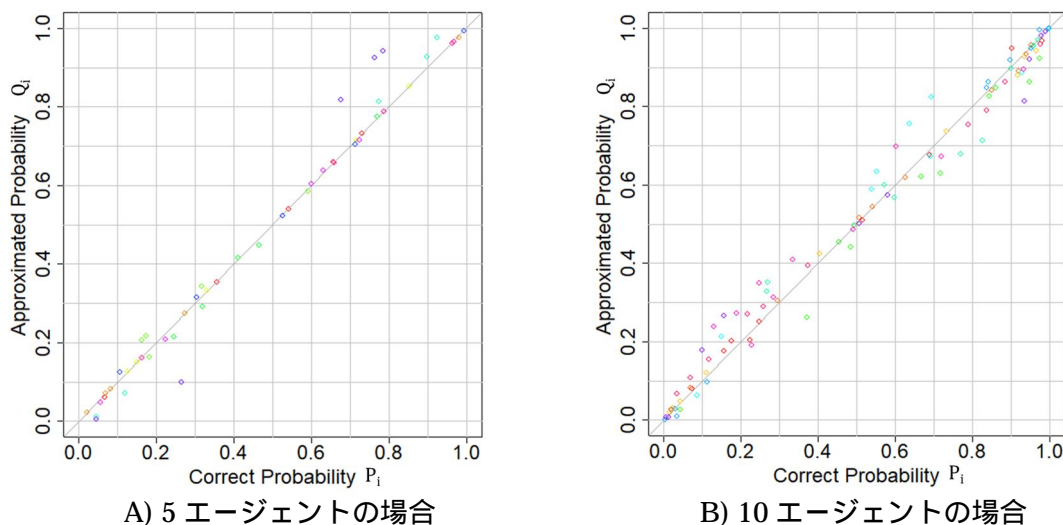 Approximated Probability Q_i
1.0
0.8
0.6
0.4
0.2
0.0
0.0 0.2 0.4 0.6 0.8 1.0
Correct Probability P_i
A) 5 エージェントの場合
Approximated Probability Q_i
1.0
0.8
0.6
0.4
0.2
0.0
0.0 0.2 0.4 0.6 0.8 1.0
Correct Probability P_i
B) 10 エージェントの場合